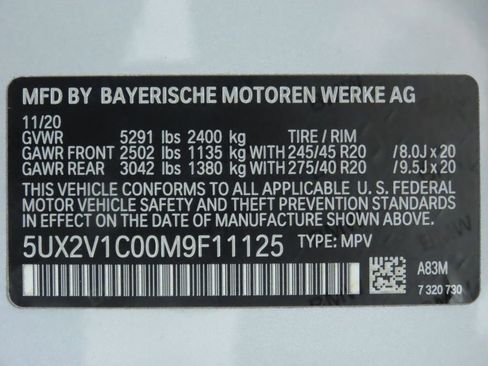 MFD BY BAYERISCHE MOTOREN WERKE AG
11/20
GVWR 5291 lbs 2400 kg TIRE / RIM
GAWR FRONT 2502 lbs 1135 kg WITH 245/45 R20 /8.0J x 20
GAWR REAR 3042 lbs 1380 kg WITH 275/40 R20 /9.5J x 20
THIS VEHICLE CONFORMS TO ALL APPLICABLE U. S. FEDERAL
MOTOR VEHICLE SAFETY AND THEFT PREVENTION STANDARDS
IN EFFECT ON THE DATE OF MANUFACTURE SHOWN ABOVE.
5UX2V1C00M9F11125 TYPE: MPV
A83M
7 320 730